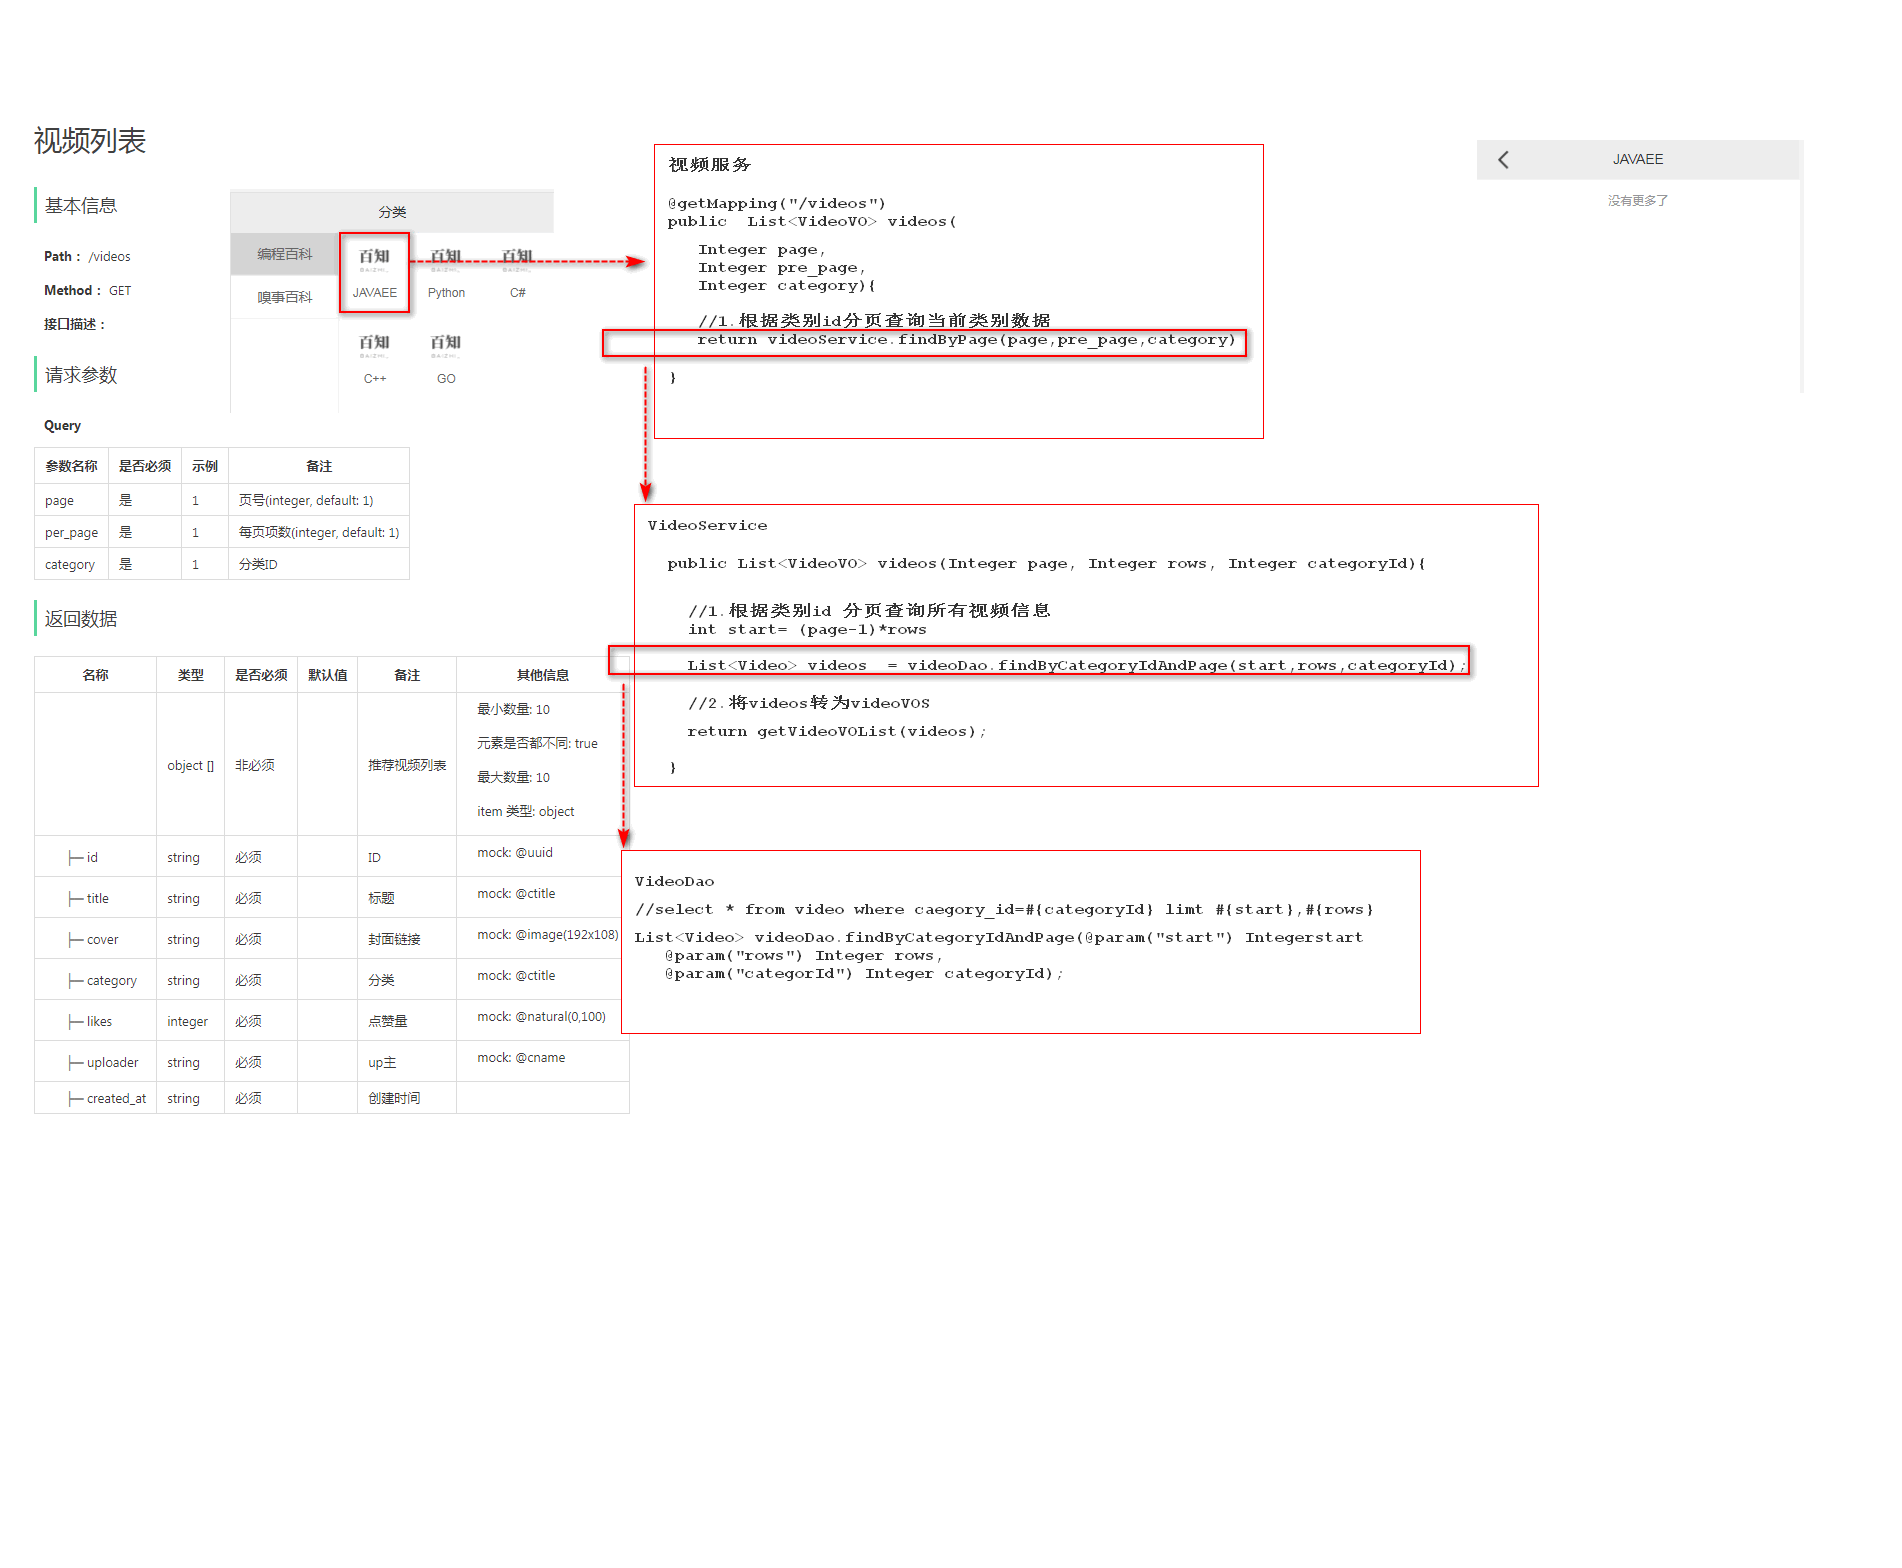 视频列表
基本信息
Path： /videos
Method： GET
接口描述：
请求参数
Query
参数名称 是否必须 示例 备注
page 是 1 页号(integer, default: 1)
per_page 是 1 每页项数(integer, default: 1)
category 是 1 分类ID
返回数据
名称 类型 是否必须 默认值 备注 其他信息
object [] 非必须 推荐视频列表
最小数量: 10
元素是否都不同: true
最大数量: 10
item 类型: object
├─ id string 必须 ID mock: @uuid
├─ title string 必须 标题 mock: @ctitle
├─ cover string 必须 封面链接 mock: @image(192x108)
├─ category string 必须 分类 mock: @ctitle
├─ likes integer 必须 点赞量 mock: @natural(0,100)
├─ uploader string 必须 up主 mock: @cname
├─ created_at string 必须 创建时间
分类
编程百科
嗅事百科
百知 百知 百知
BAIZHI_ BAIZHI_ BAIZHI_
JAVAEE Python C#
百知 百知
BAIZHI_ BAIZHI_
C++ GO
视频服务
@getMapping("/videos")
public List<VideoVO> videos(
Integer page,
Integer pre_page,
Integer category){
//1.根据类别id分页查询当前类别数据
return videoService.findByPage(page,pre_page,category)
}
VideoService
public List<VideoVO> videos(Integer page, Integer rows, Integer categoryId){
//1.根据类别id 分页查询所有视频信息
int start= (page-1)*rows
List<Video> videos = videoDao.findByCategoryIdAndPage(start,rows,categoryId);
//2.将videos转为videoVOS
return getVideoVOList(videos);
}
VideoDao
//select * from video where caegory_id=#{categoryId} limt #{start},#{rows}
List<Video> videoDao.findByCategoryIdAndPage(@param("start") Integerstart
@param("rows") Integer rows,
@param("categorId") Integer categoryId);
JAVAEE
没有更多了